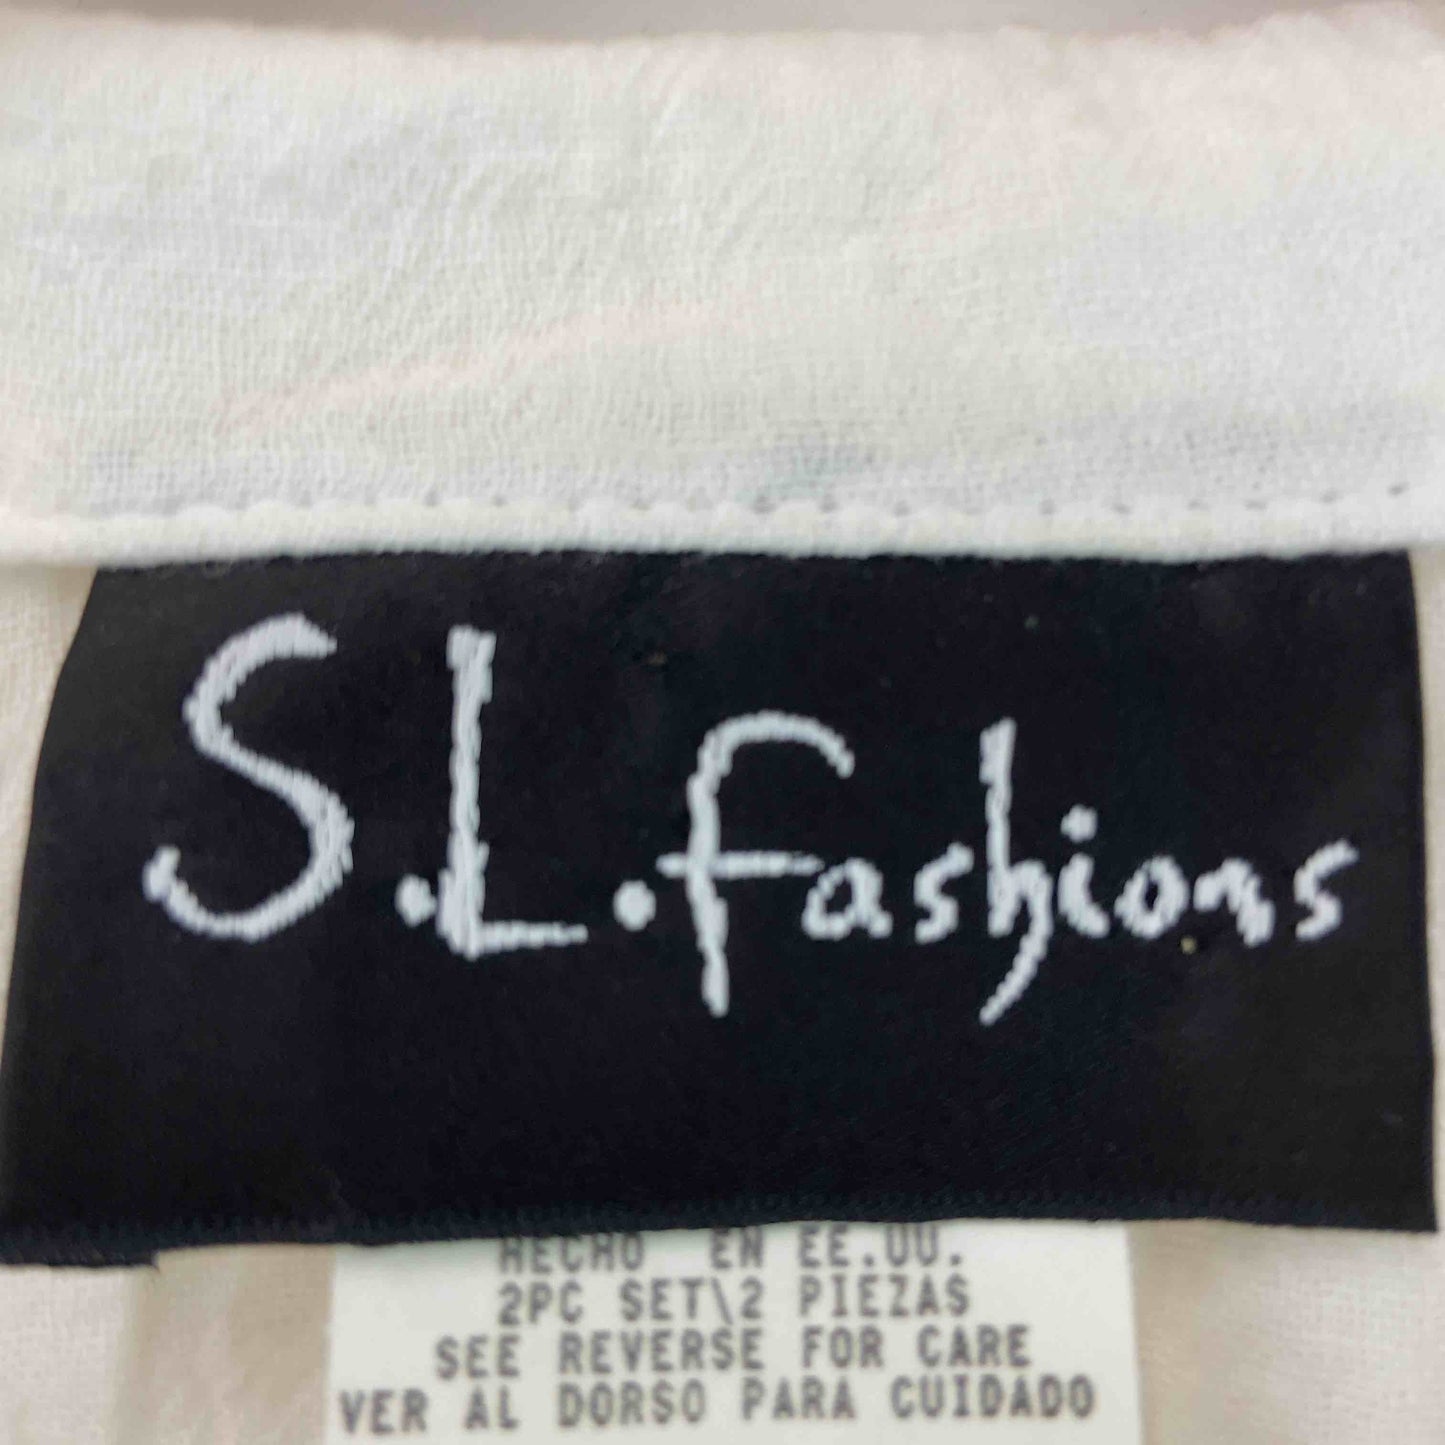 S.L. Fashions
HECHO EN EE.UU.
2PC SET\2 PIEZAS
SEE REVERSE FOR CARE
VER AL DORSO PARA CUIDADO